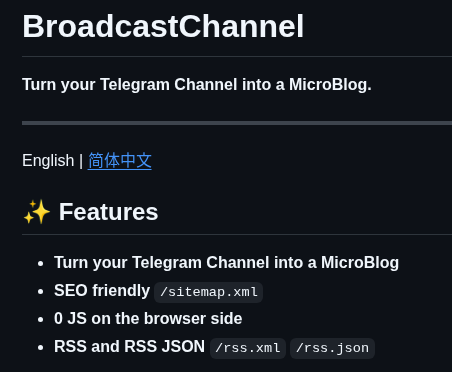 BroadcastChannel
Turn your Telegram Channel into a MicroBlog.
English | 简体中文
✨ Features
• Turn your Telegram Channel into a MicroBlog
• SEO friendly /sitemap.xml
• 0 JS on the browser side
• RSS and RSS JSON /rss.xml /rss.json